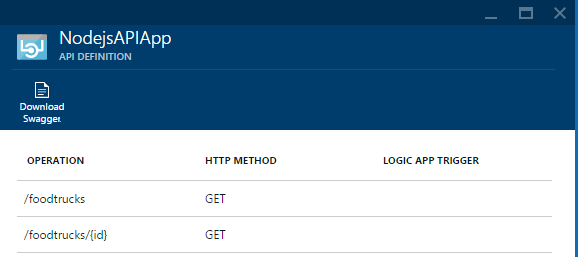 NodejsAPIApp
API DEFINITION
Download
Swagger
OPERATION HTTP METHOD LOGIC APP TRIGGER
/foodtrucks GET
/foodtrucks/{id} GET